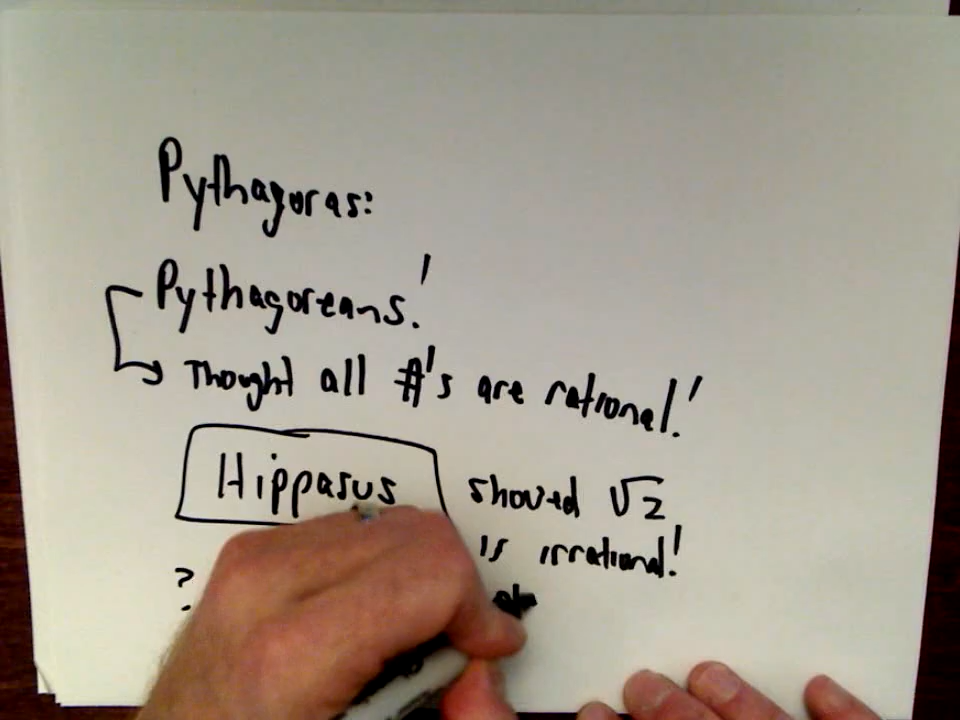 Pythagoras:
Pythagoreans!
Thought all #'s are rational!
Hippasus showed √2
is irrational!
?